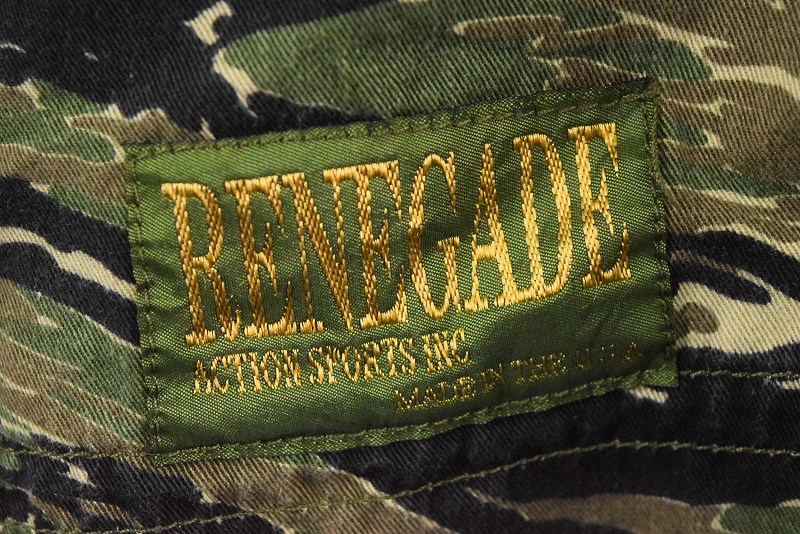 RENEGADE
ACTION SPORTS INC
MADE IN THE U.S.A